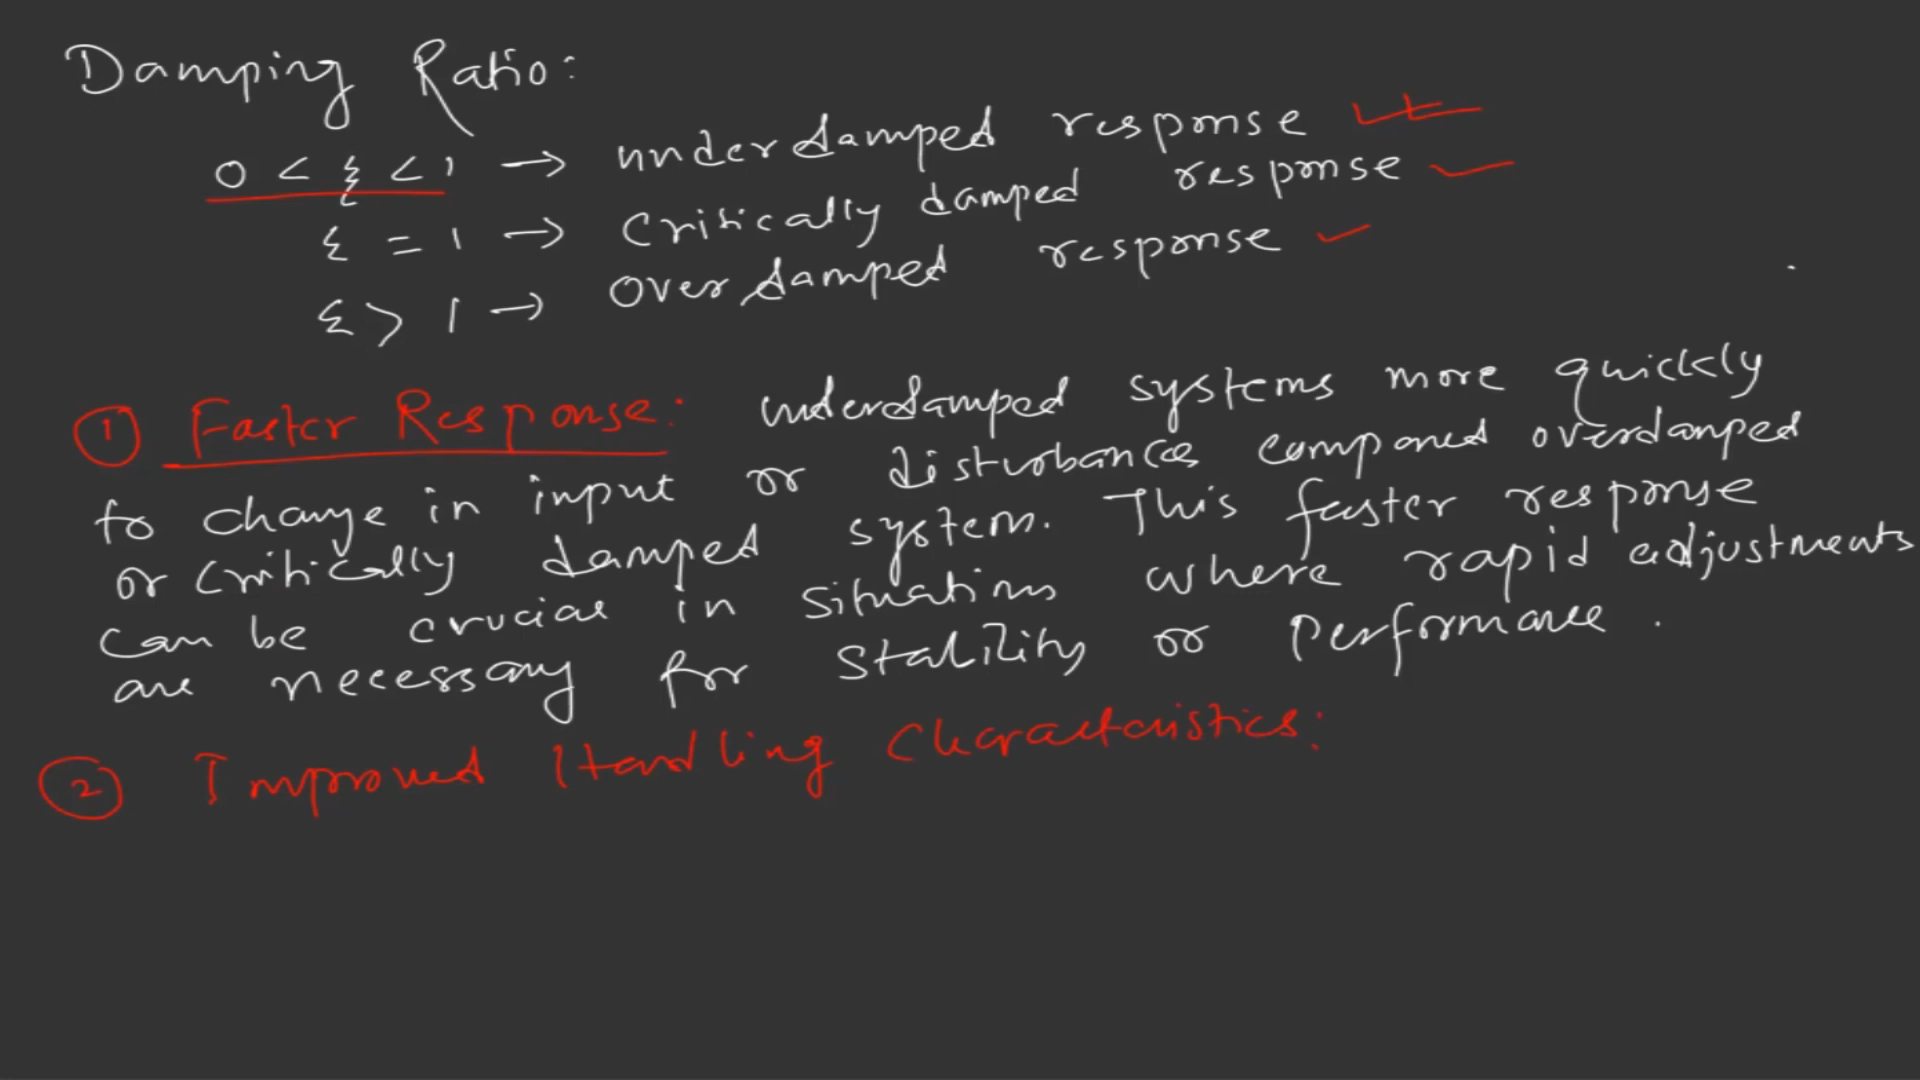 Damping Ratio:
0 < ξ < 1 → underdamped response
ξ = 1 → Critically damped response
ξ > 1 → Overdamped response
① Faster Response: underdamped systems more quickly
to change in input or disturbances compared overdamped
or critically damped system. This faster response
can be crucial in situations where rapid adjustments
are necessary for stability or performance.
② Improved Handling Characteristics: